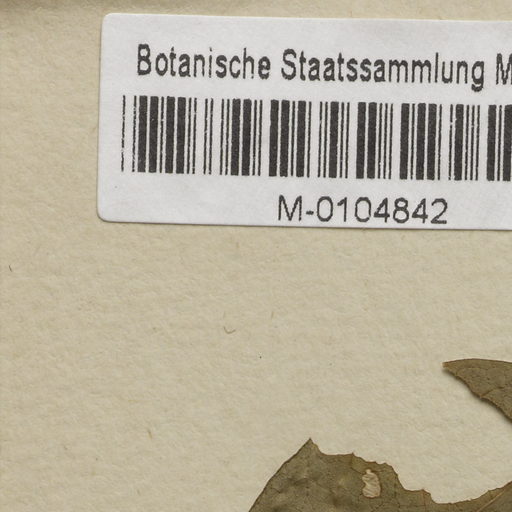 Botanische Staatssammlung M
M-0104842